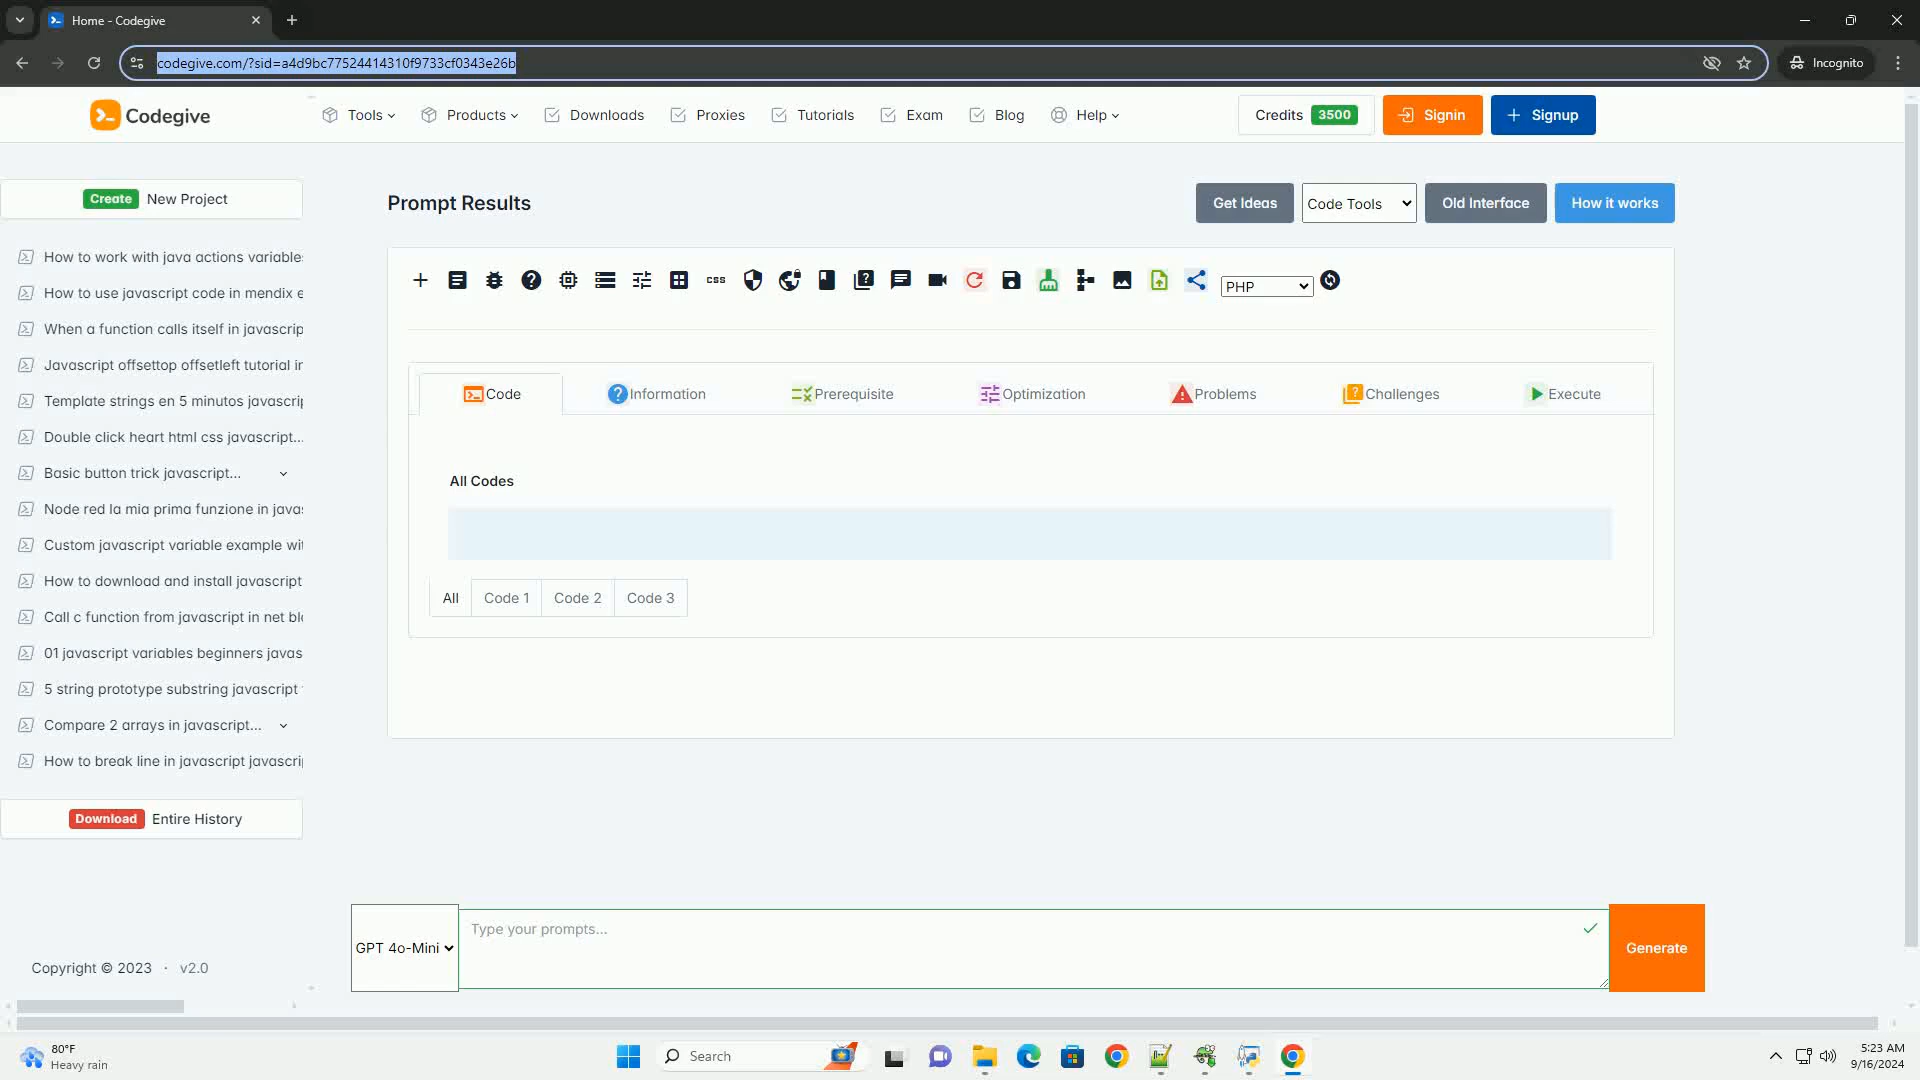 Home - Codegive
codegive.com/?sid=a4d9bc77524414310f9733cf0343e26b
Incognito
Codegive
Tools
Products
Downloads
Proxies
Tutorials
Exam
Blog
Help
Credits 3500
Signin
Signup
Create New Project
How to work with java actions variable
How to use javascript code in mendix e
When a function calls itself in javascrip
Javascript offsettop offsetleft tutorial in
Template strings en 5 minutos javascrip
Double click heart html css javascript...
Basic button trick javascript...
Node red la mia prima funzione in java
Custom javascript variable example wi
How to download and install javascript
Call c function from javascript in net bl
01 javascript variables beginners javas
5 string prototype substring javascript
Compare 2 arrays in javascript...
How to break line in javascript javascri
Download Entire History
Copyright © 2023 · v2.0
Prompt Results
Get Ideas
Code Tools
Old Interface
How it works
css
PHP
Code
Information
Prerequisite
Optimization
Problems
Challenges
Execute
All Codes
All
Code 1
Code 2
Code 3
GPT 4o-Mini
Type your prompts...
Generate
80°F
Heavy rain
Search
5:23 AM
9/16/2024